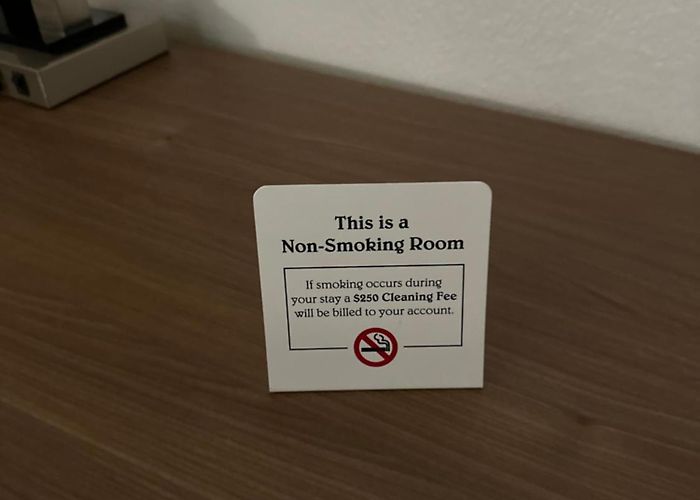 This is a
Non-Smoking Room
If smoking occurs during
your stay a $250 Cleaning Fee
will be billed to your account.